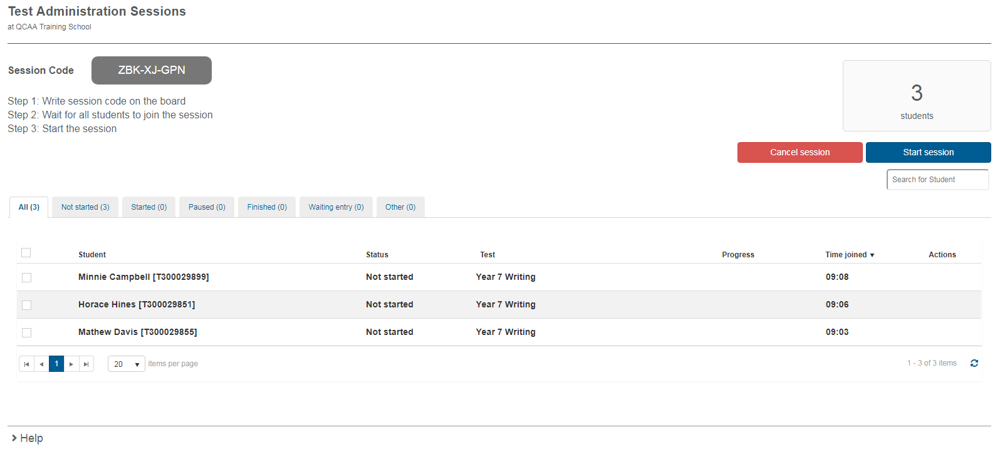 Test Administration Sessions
at QCAA Training School
Session Code ZBK-XJ-GPN
Step 1: Write session code on the board
Step 2: Wait for all students to join the session
Step 3: Start the session
3
students
Cancel session Start session
Search for Student
All (3) Not started (3) Started (0) Paused (0) Finished (0) Waiting entry (0) Other (0)
Student Status Test Progress Time joined Actions
Minnie Campbell [T300029899] Not started Year 7 Writing 09:08
Horace Hines [T300029851] Not started Year 7 Writing 09:06
Mathew Davis [T300029855] Not started Year 7 Writing 09:03
1 20 items per page 1 - 3 of 3 items
Help